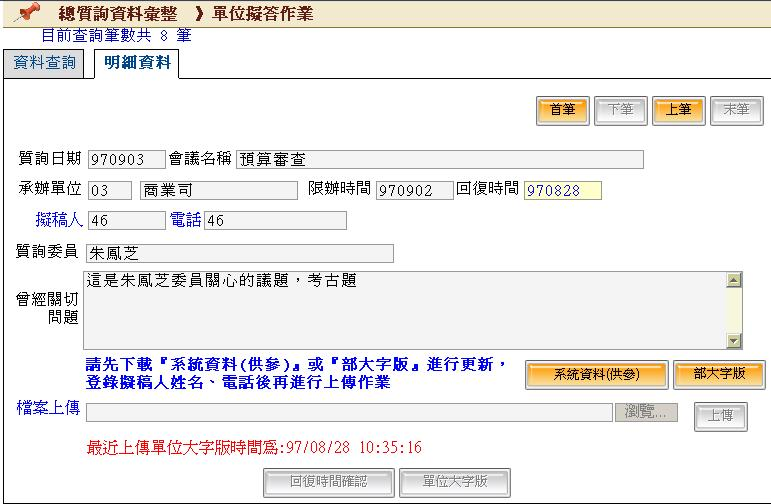 總質詢資料彙整 》單位擬答作業
目前查詢筆數共 8 筆
資料查詢 明細資料
首筆 下筆 上筆 末筆
質詢日期 970903 會議名稱 預算審查
承辦單位 03 商業司 限辦時間 970902 回復時間 970828
擬稿人 46 電話 46
質詢委員 朱鳳芝
曾經關切問題 這是朱鳳芝委員關心的議題，考古題
請先下載『系統資料(供參)』或『部大字版』進行更新，
登錄擬稿人姓名、電話後再進行上傳作業
系統資料(供參) 部大字版
檔案上傳 瀏覽... 上傳
最近上傳單位大字版時間為:97/08/28 10:35:16
回復時間確認 單位大字版